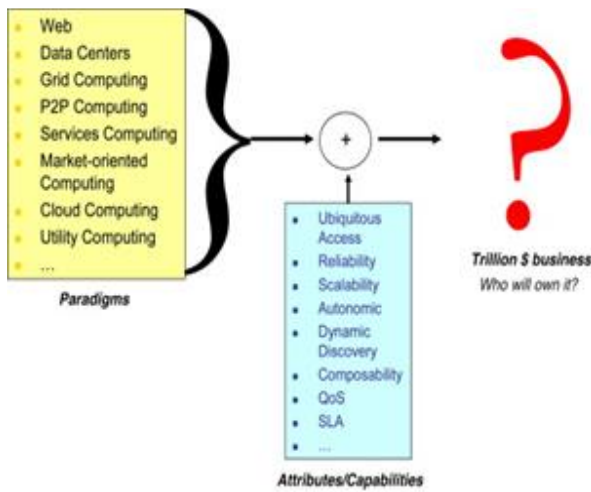 Web
Data Centers
Grid Computing
P2P Computing
Services Computing
Market-oriented
Computing
Cloud Computing
Utility Computing
...
Paradigms
+
Ubiquitous
Access
Reliability
Scalability
Autonomic
Dynamic
Discovery
Composability
QoS
SLA
...
Attributes/Capabilities
?
Trillion $ business
Who will own it?